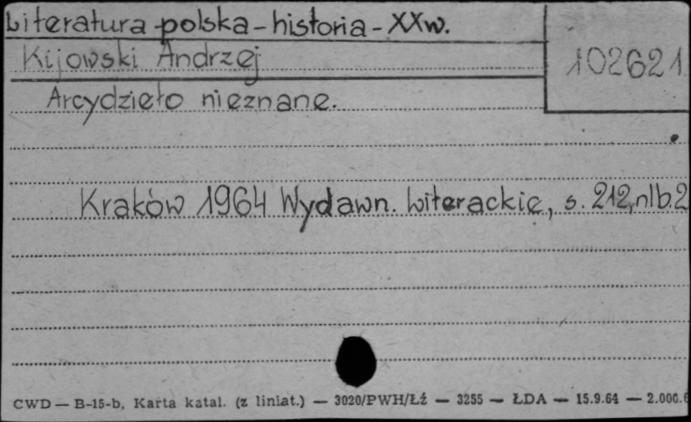 Literatura polska - historia - XX w.
Kijowski Andrzej
102621
Arcydzieło nieznane.
Kraków 1964 Wydawn. Literackie, s. 212, nlb. 2
CWD — B-15-b, Karta katal. (z liniat.) — 3020/PWH/Łź — 3255 — ŁDA — 15.9.64 — 2.000.